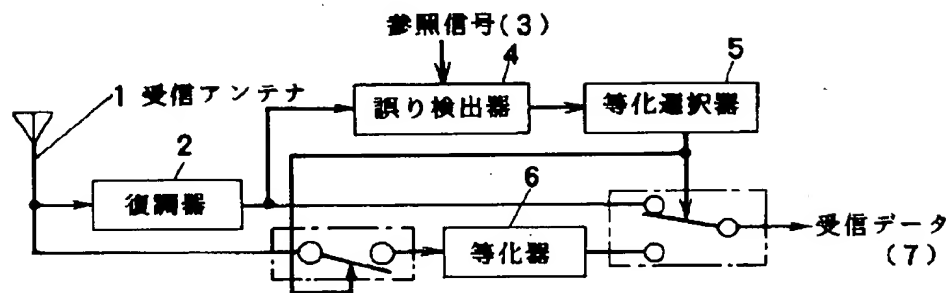 参照信号(3)
4
5
1 受信アンテナ
誤り検出器
等化選択器
2
復調器
6
等化器
受信データ
(7)